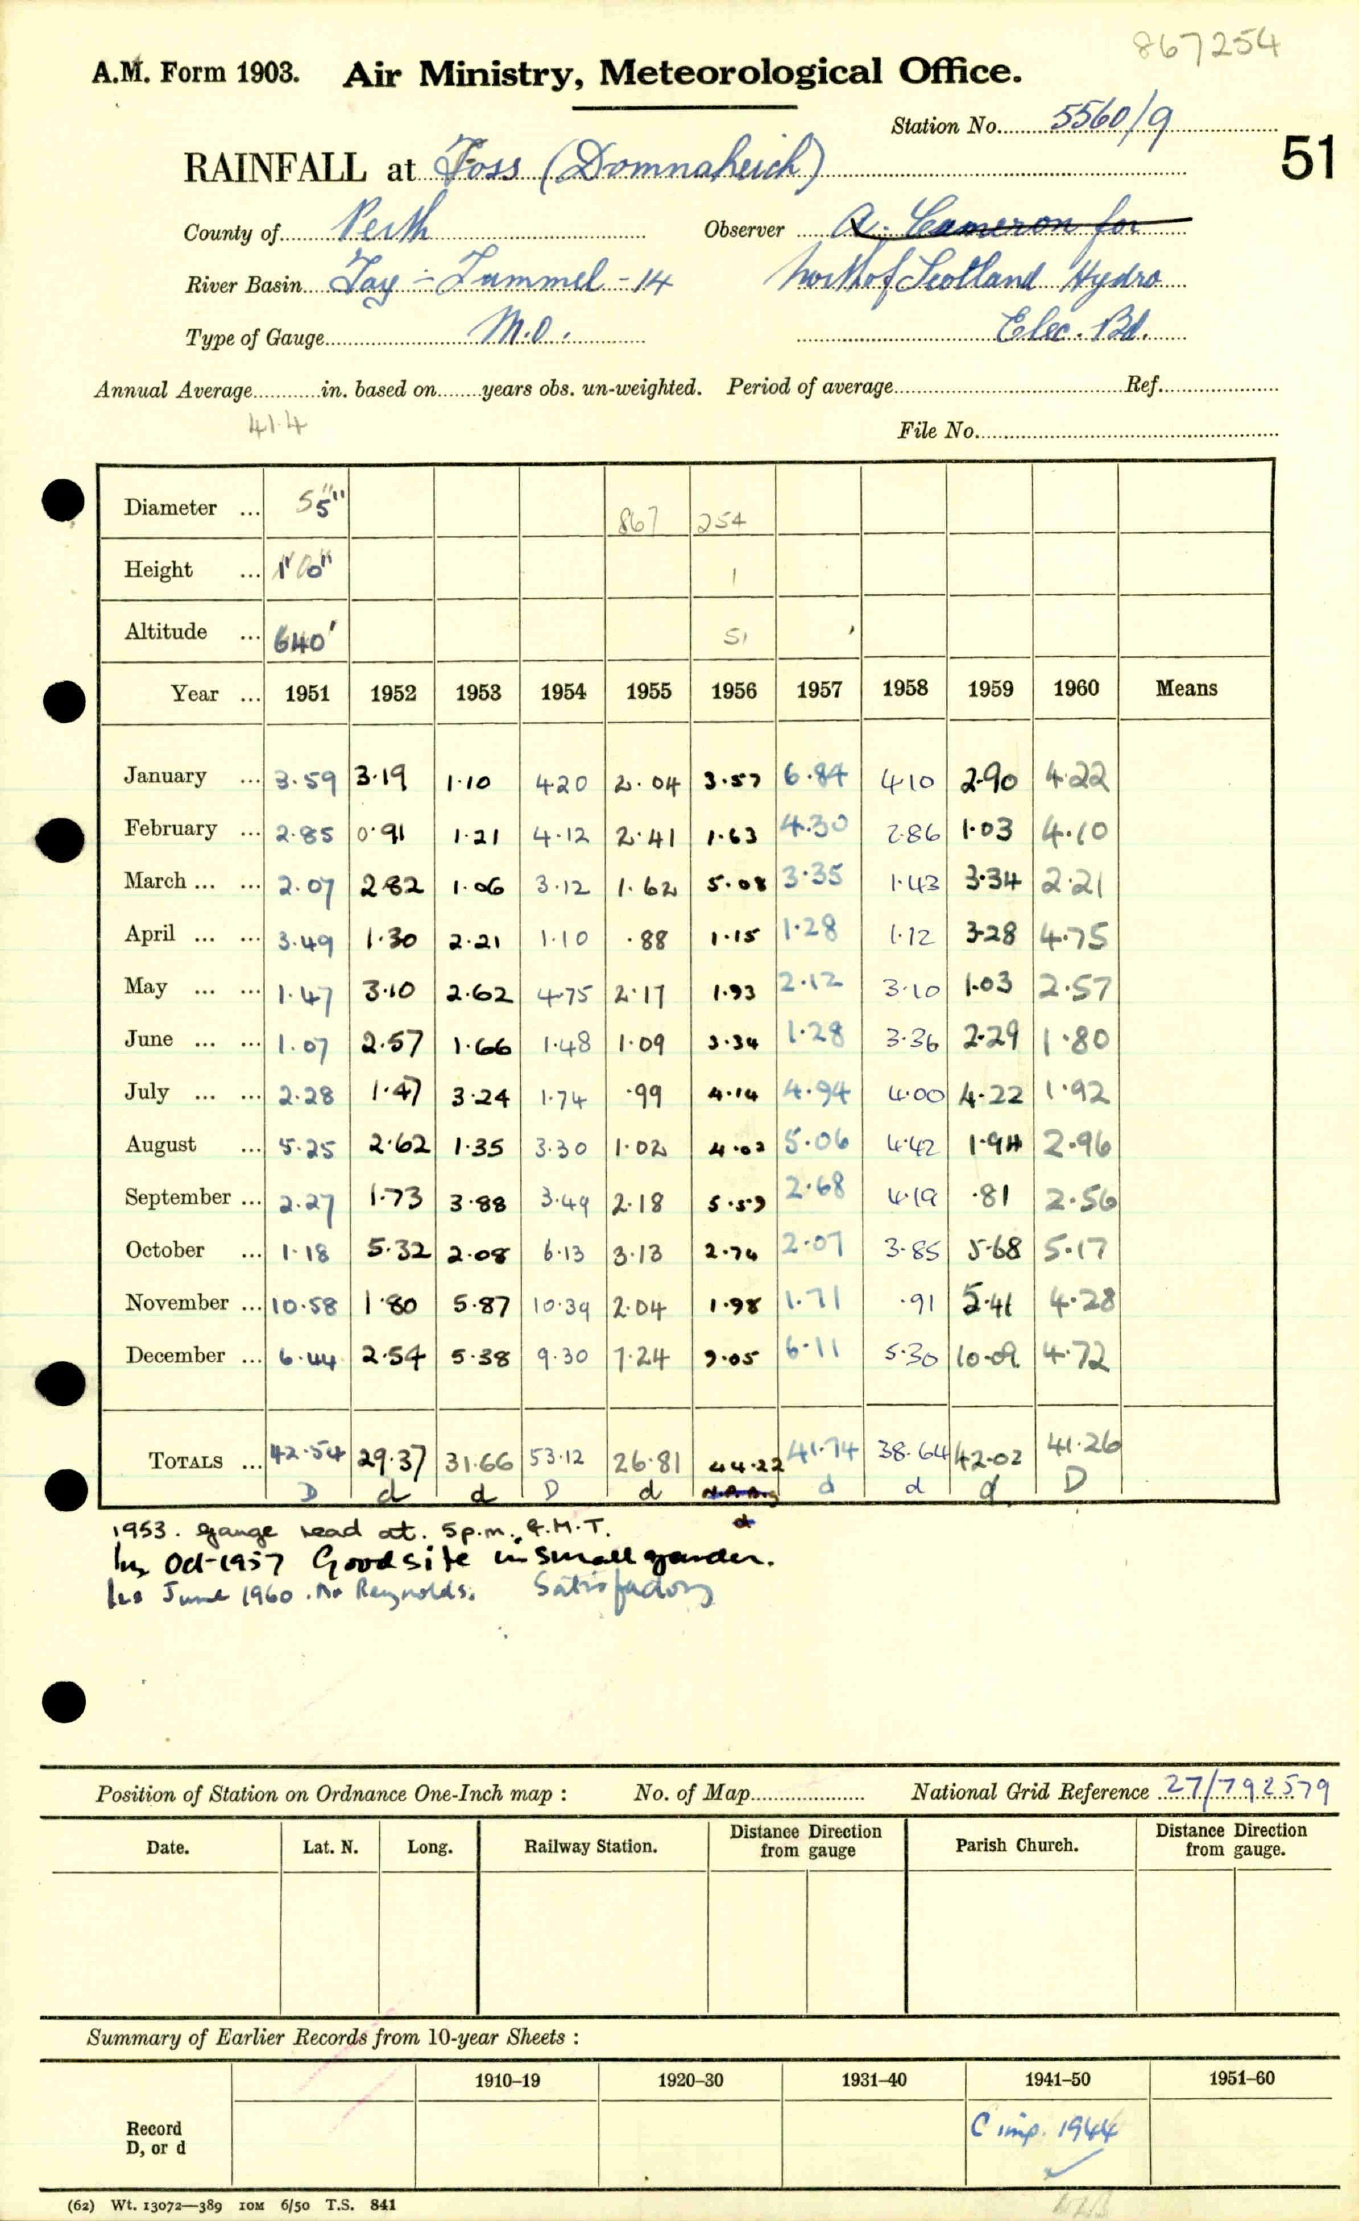 867254
A.M. Form 1903. Air Ministry, Meteorological Office.
Station No. 5560/9
51
RAINFALL at Foss (Domnaheich)
County of Perth Observer A. Cameron for
River Basin Tay - Tummel - 14 North of Scotland Hydro
Type of Gauge M.O. Elec. Bd.
Annual Average in. based on years obs. un-weighted. Period of average Ref.
41.4
File No.
Diameter ... 5" 867 254
Height ... 1'0" 1
Altitude ... 640' 51
Year ... 1951 1952 1953 1954 1955 1956 1957 1958 1959 1960 Means
January ... 3.59 3.19 1.10 4.20 2.04 3.57 6.84 4.10 2.90 4.22
February ... 2.85 0.91 1.21 4.12 2.41 1.63 4.30 2.86 1.03 4.10
March ... ... 2.07 2.82 1.06 3.12 1.62 5.08 3.35 1.43 3.34 2.21
April ... ... 3.49 1.30 2.21 1.10 .88 1.15 1.28 1.12 3.28 4.75
May ... ... 1.47 3.10 2.62 4.75 2.17 1.93 2.12 3.10 1.03 2.57
June ... ... 1.07 2.57 1.66 1.48 1.09 3.34 1.28 3.36 2.29 1.80
July ... ... 2.28 1.47 3.24 1.74 .99 4.14 4.94 4.00 4.22 1.92
August ... 5.25 2.62 1.35 3.30 1.02 4.02 5.06 4.42 1.94 2.96
September ... 2.27 1.73 3.88 3.49 2.18 5.59 2.68 4.19 .81 2.56
October ... 1.18 5.32 2.08 6.13 3.13 2.74 2.07 3.85 5.68 5.17
November ... 10.58 1.80 5.87 10.39 2.04 1.98 1.71 .91 5.41 4.28
December ... 6.44 2.54 5.38 9.30 7.24 9.05 6.11 5.30 10.09 4.72
TOTALS ... 42.54 29.37 31.66 53.12 26.81 44.22 41.74 38.64 42.02 41.26
D d d D d d d d D
d
1953. Gauge read at. 5p.m. G.M.T.
Ins Oct-1957 Good site in small garden.
Ins June 1960. Mr Reynolds. Satisfactory
Position of Station on Ordnance One-Inch map : No. of Map National Grid Reference 27/792579
Date. Lat. N. Long. Railway Station. Distance Direction from gauge Parish Church. Distance Direction from gauge.
Summary of Earlier Records from 10-year Sheets :
1910–19 1920–30 1931–40 1941–50 1951–60
Record D, or d C imp. 1944
(62) Wt. 13072—389 10M 6/50 T.S. 841